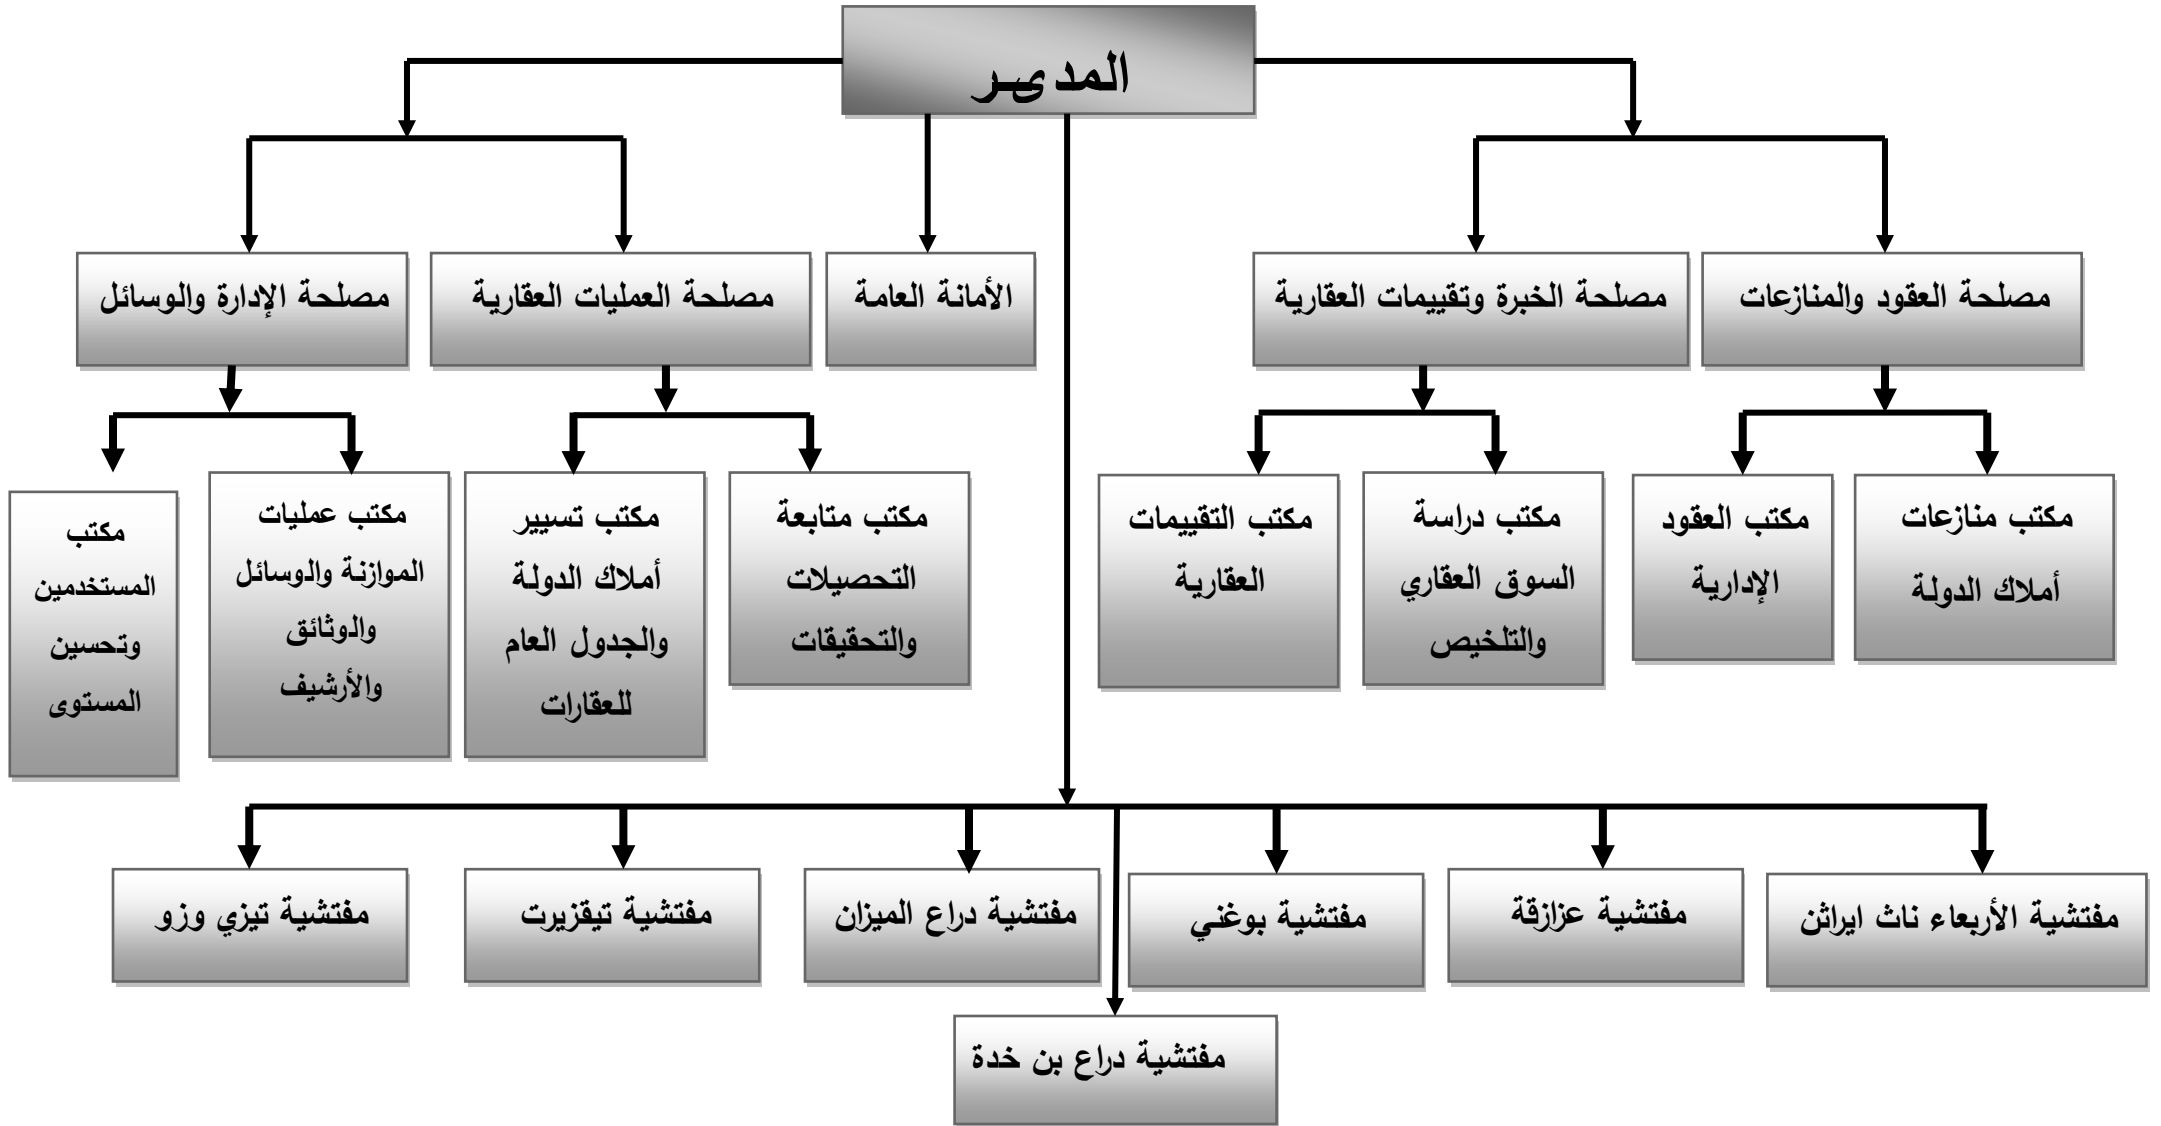 المديـر
مصلحة العقود والمنازعات
مصلحة الخبرة وتقييمات العقارية
الأمانة العامة
مصلحة العمليات العقارية
مصلحة الإدارة والوسائل
مكتب منازعات
أملاك الدولة
مكتب العقود
الإدارية
مكتب دراسة
السوق العقاري
والتلخيص
مكتب التقييمات
العقارية
مكتب متابعة
التحصيلات
والتحقيقات
مكتب تسيير
أملاك الدولة
والجدول العام
للعقارات
مكتب عمليات
الموازنة والوسائل
والوثائق
والأرشيف
مكتب
المستخدمين
وتحسين
المستوى
مفتشية الأربعاء ناث ايراثن
مفتشية عزازقة
مفتشية بوغني
مفتشية دراع الميزان
مفتشية تيقزيرت
مفتشية تيزي وزو
مفتشية دراع بن خدة